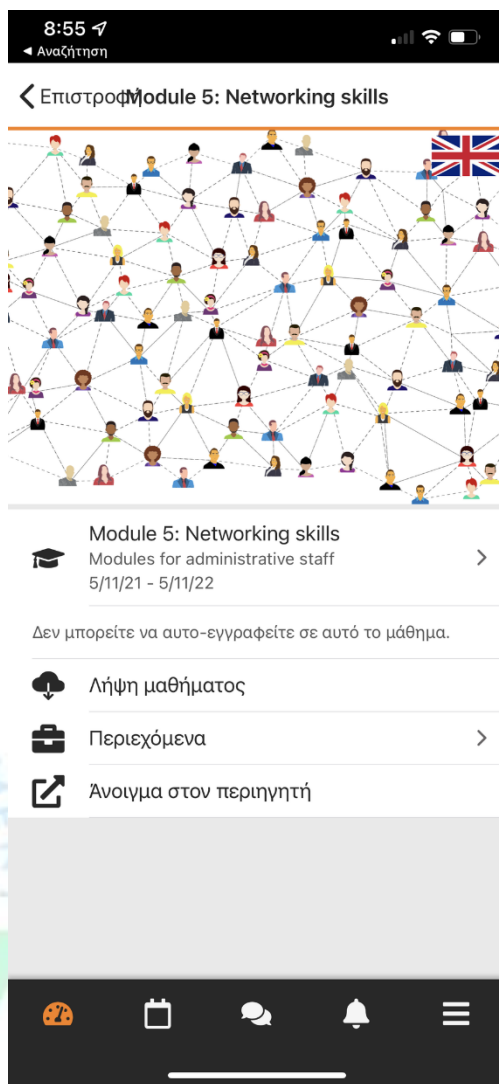 8:55
◀ Αναζήτηση
Επιστροφή Module 5: Networking skills
Module 5: Networking skills
Modules for administrative staff
5/11/21 - 5/11/22
Δεν μπορείτε να αυτο-εγγραφείτε σε αυτό το μάθημα.
Λήψη μαθήματος
Περιεχόμενα
Άνοιγμα στον περιηγητή